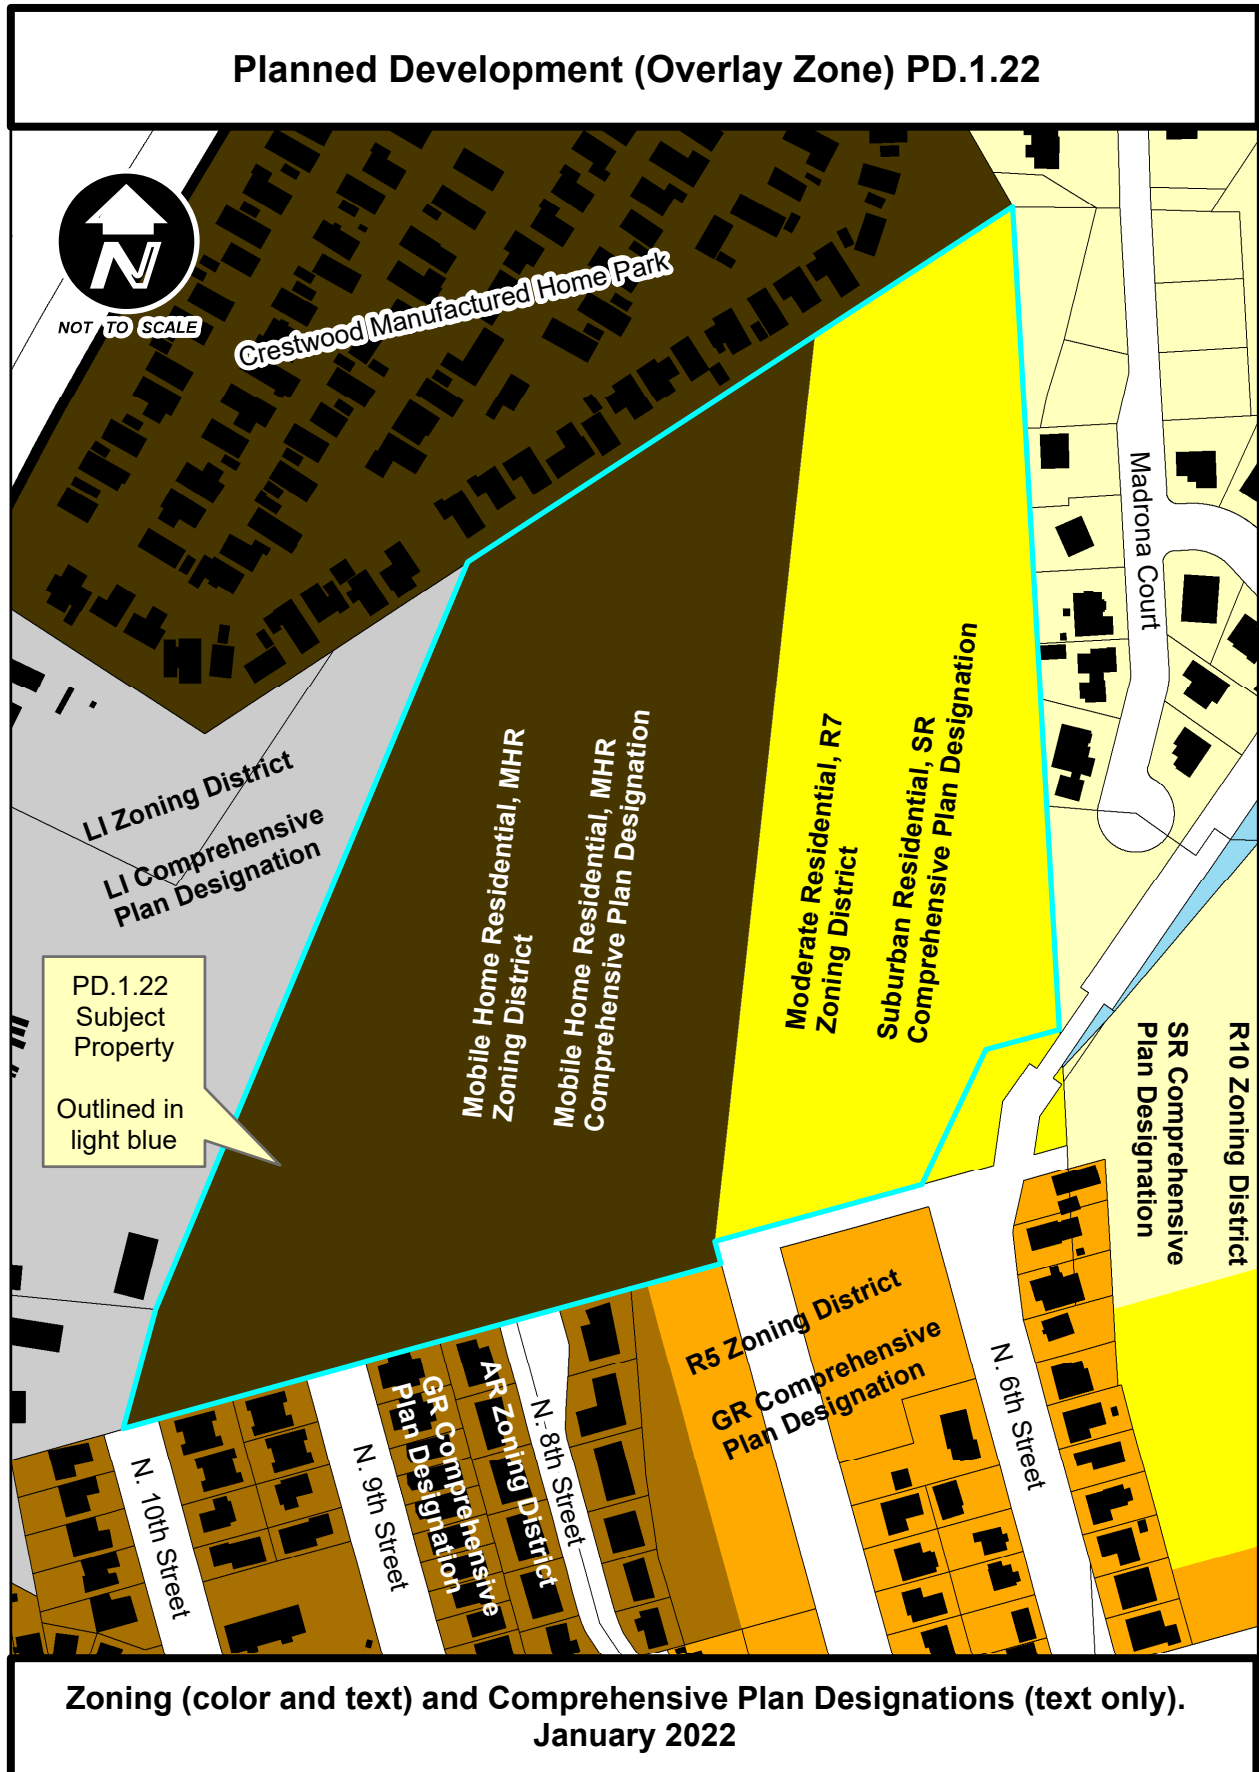 Planned Development (Overlay Zone) PD.1.22
N
NOT TO SCALE
Crestwood Manufactured Home Park
Madrona Court
LI Zoning District
LI Comprehensive
Plan Designation
Mobile Home Residential, MHR
Zoning District
Mobile Home Residential, MHR
Comprehensive Plan Designation
Moderate Residential, R7
Zoning District
Suburban Residential, SR
Comprehensive Plan Designation
PD.1.22
Subject
Property
Outlined in
light blue
R10 Zoning District
SR Comprehensive
Plan Designation
R5 Zoning District
GR Comprehensive
Plan Designation
AR Zoning District
GR Comprehensive
Plan Designation
N. 10th Street
N. 9th Street
N. 8th Street
N. 6th Street
Zoning (color and text) and Comprehensive Plan Designations (text only).
January 2022